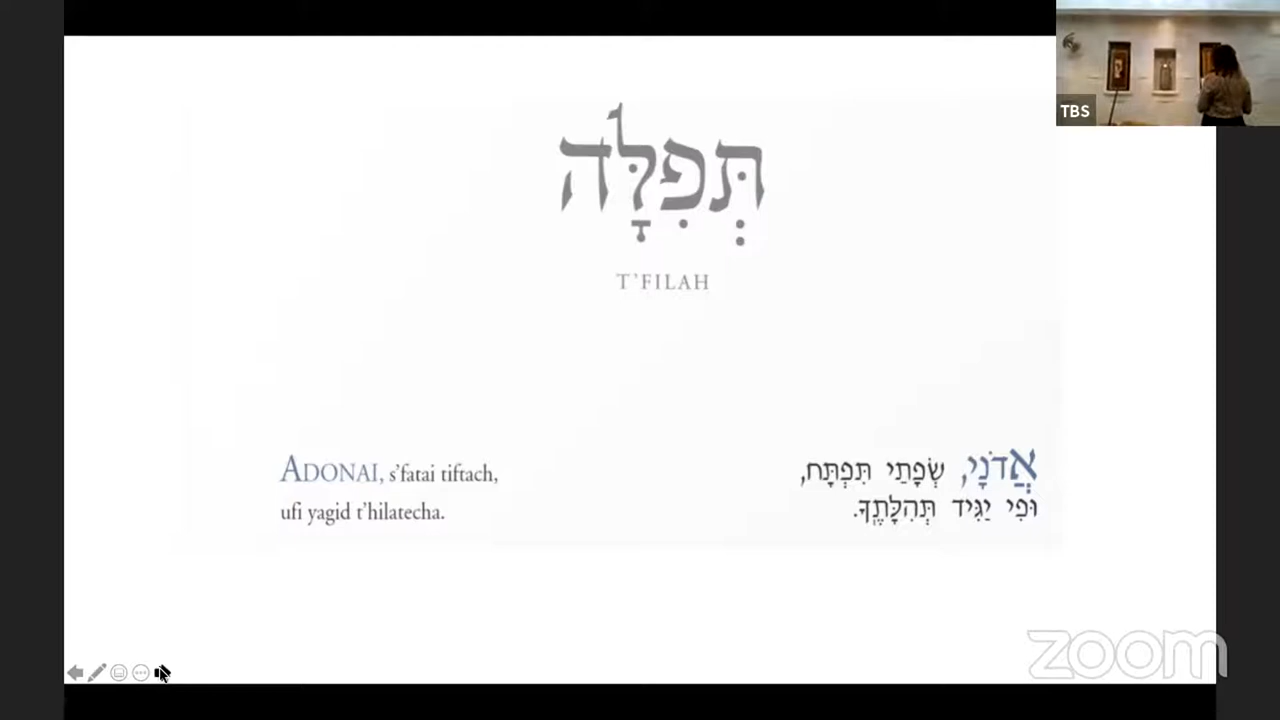 TBS
תְּפִלָּה
T’FILAH
אֲדֹנָי, שְׂפָתַי תִּפְתָּח,
וּפִי יַגִּיד תְּהִלָּתֶֽךָ.
ADONAI, s’fatai tiftach,
ufi yagid t’hilatecha.
zoom